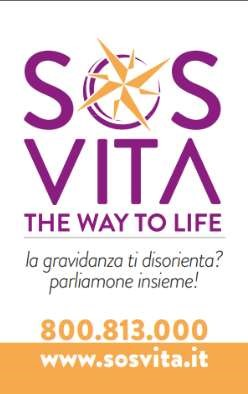 SOS
VITA
THE WAY TO LIFE
la gravidanza ti disorienta?
parliamone insieme!
800.813.000
www.sosvita.it